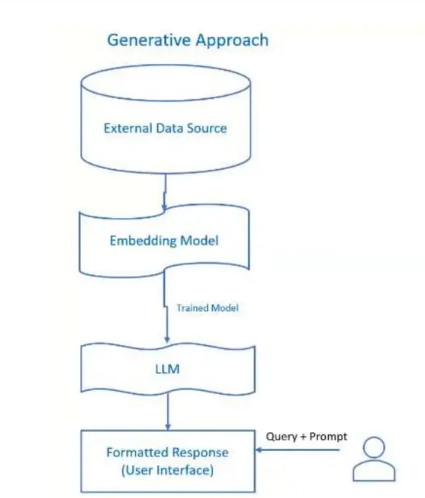 Generative Approach
External Data Source
Embedding Model
Trained Model
LLM
Query + Prompt
Formatted Response
(User Interface)